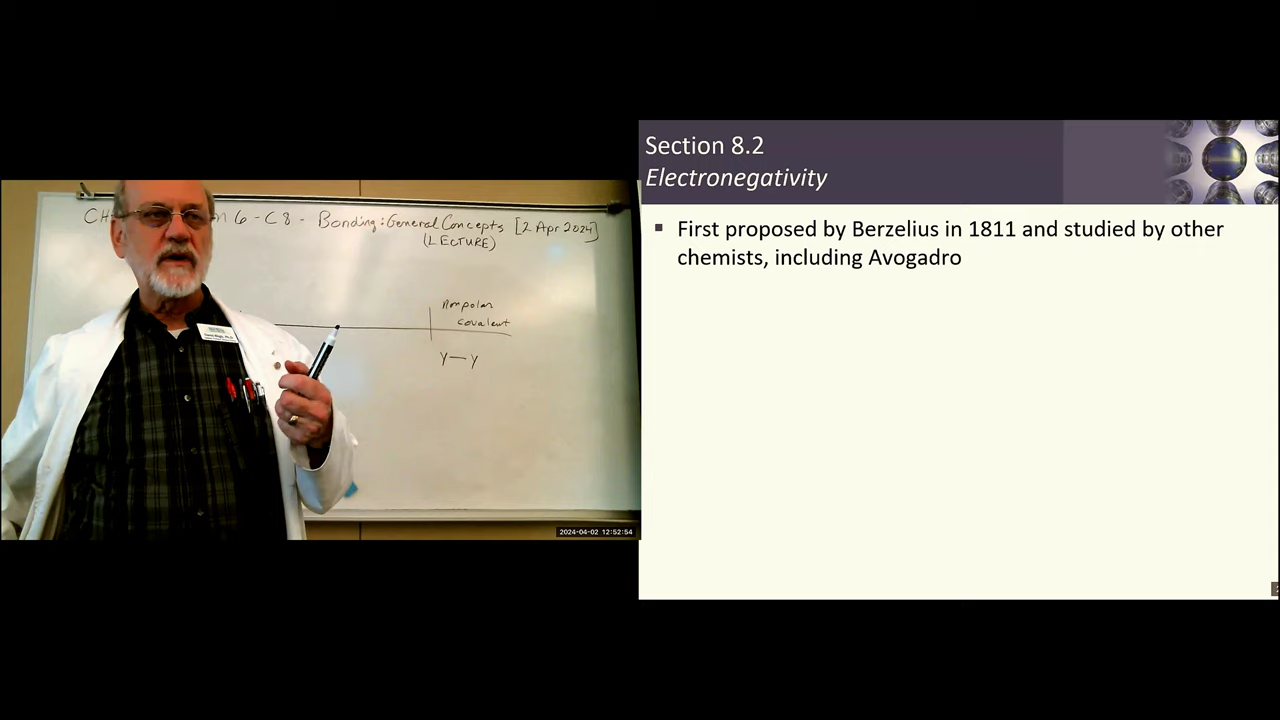 CH
n 6 - C8 - Bonding: General Concepts [2 Apr 2024]
(LECTURE)
Nonpolar
covalent
Y—Y
2024-04-02 12:52:54
Section 8.2
Electronegativity
▪ First proposed by Berzelius in 1811 and studied by other
chemists, including Avogadro